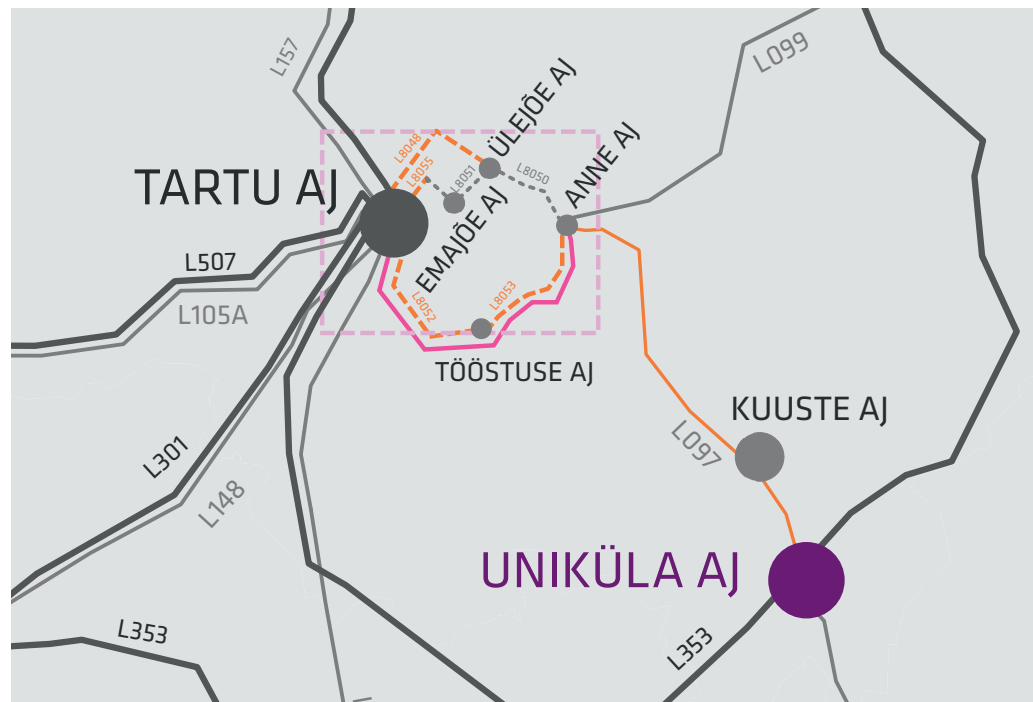 L157
L099
ÜLEJÕE AJ
L8048
L8055
L8051
L8050
ANNE AJ
TARTU AJ
EMAJÕE AJ
L507
L105A
L8052
L8053
TÖÖSTUSE AJ
KUUSTE AJ
L097
L301
L148
UNIKÜLA AJ
L353
L353